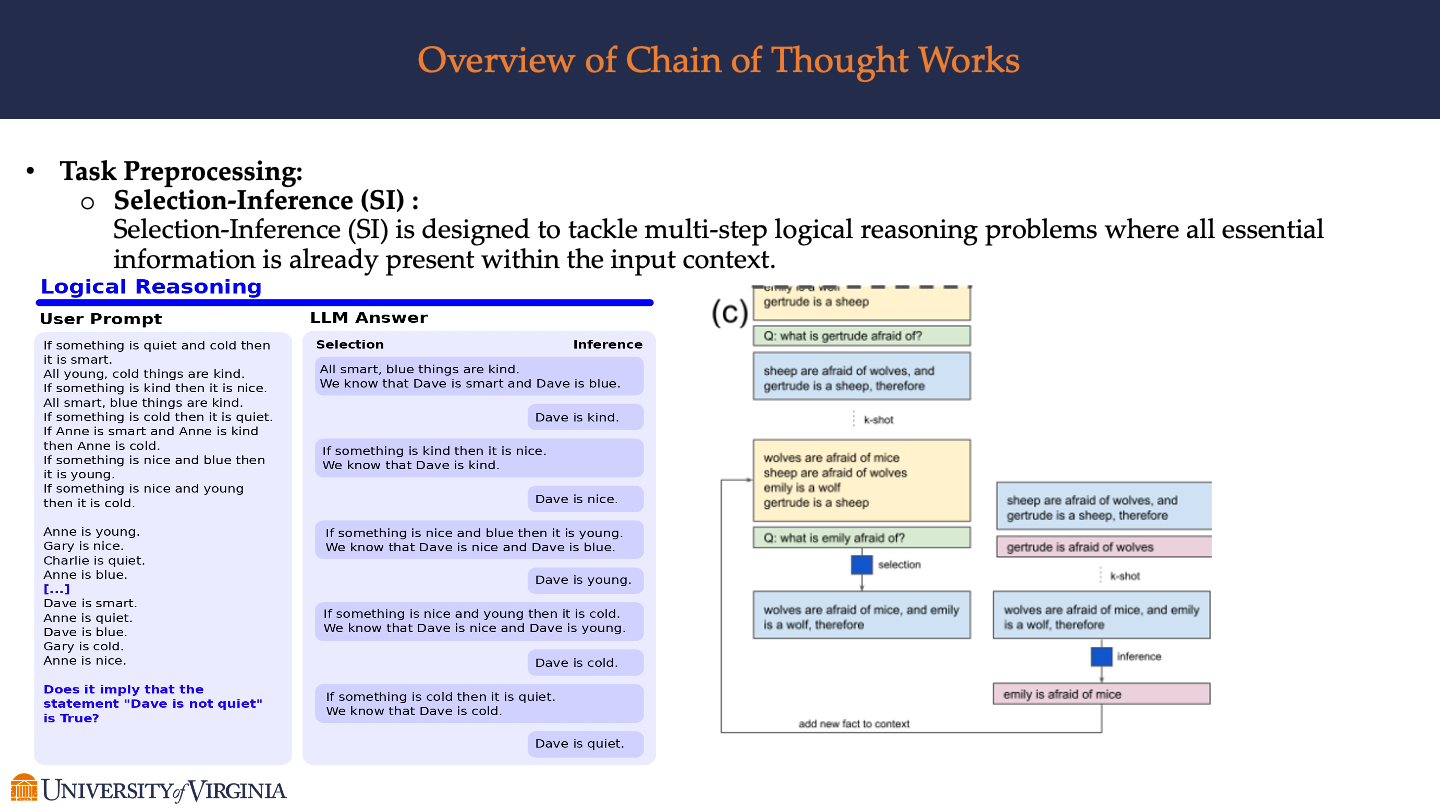 Overview of Chain of Thought Works
• Task Preprocessing:
○ Selection-Inference (SI) :
Selection-Inference (SI) is designed to tackle multi-step logical reasoning problems where all essential
information is already present within the input context.
Logical Reasoning
User Prompt
If something is quiet and cold then
it is smart.
All young, cold things are kind.
If something is kind then it is nice.
All smart, blue things are kind.
If something is cold then it is quiet.
If Anne is smart and Anne is kind
then Anne is cold.
If something is nice and blue then
it is young.
If something is nice and young
then it is cold.
Anne is young.
Gary is nice.
Charlie is quiet.
Anne is blue.
[...]
Dave is smart.
Anne is quiet.
Dave is blue.
Gary is cold.
Anne is nice.
Does it imply that the
statement "Dave is not quiet"
is True?
LLM Answer
Selection Inference
All smart, blue things are kind.
We know that Dave is smart and Dave is blue.
Dave is kind.
If something is kind then it is nice.
We know that Dave is kind.
Dave is nice.
If something is nice and blue then it is young.
We know that Dave is nice and Dave is blue.
Dave is young.
If something is nice and young then it is cold.
We know that Dave is nice and Dave is young.
Dave is cold.
If something is cold then it is quiet.
We know that Dave is cold.
Dave is quiet.
(c)
emily is a wolf
gertrude is a sheep
Q: what is gertrude afraid of?
sheep are afraid of wolves, and
gertrude is a sheep, therefore
k-shot
wolves are afraid of mice
sheep are afraid of wolves
emily is a wolf
gertrude is a sheep
Q: what is emily afraid of?
selection
wolves are afraid of mice, and emily
is a wolf, therefore
sheep are afraid of wolves, and
gertrude is a sheep, therefore
gertrude is afraid of wolves
k-shot
wolves are afraid of mice, and emily
is a wolf, therefore
inference
emily is afraid of mice
add new fact to context
UNIVERSITY of VIRGINIA